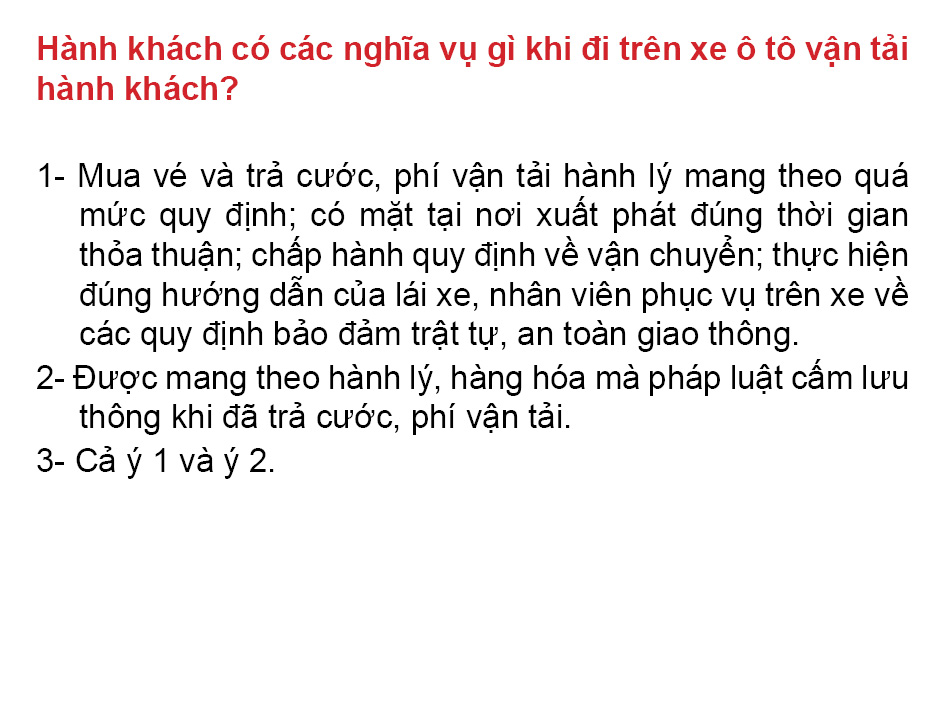 Hành khách có các nghĩa vụ gì khi đi trên xe ô tô vận tải
hành khách?
1- Mua vé và trả cước, phí vận tải hành lý mang theo quá
mức quy định; có mặt tại nơi xuất phát đúng thời gian
thỏa thuận; chấp hành quy định về vận chuyển; thực hiện
đúng hướng dẫn của lái xe, nhân viên phục vụ trên xe về
các quy định bảo đảm trật tự, an toàn giao thông.
2- Được mang theo hành lý, hàng hóa mà pháp luật cấm lưu
thông khi đã trả cước, phí vận tải.
3- Cả ý 1 và ý 2.